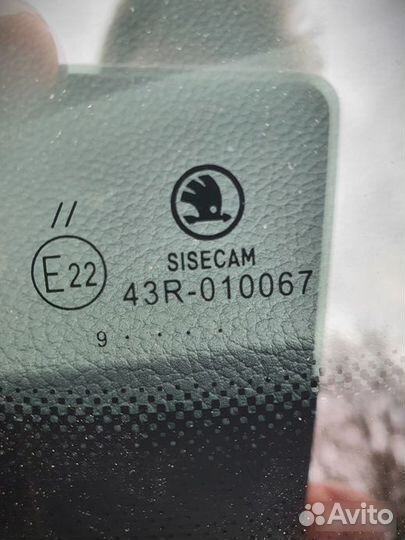 //
SISECAM
E22
43R-010067
9 . . . .
Avito